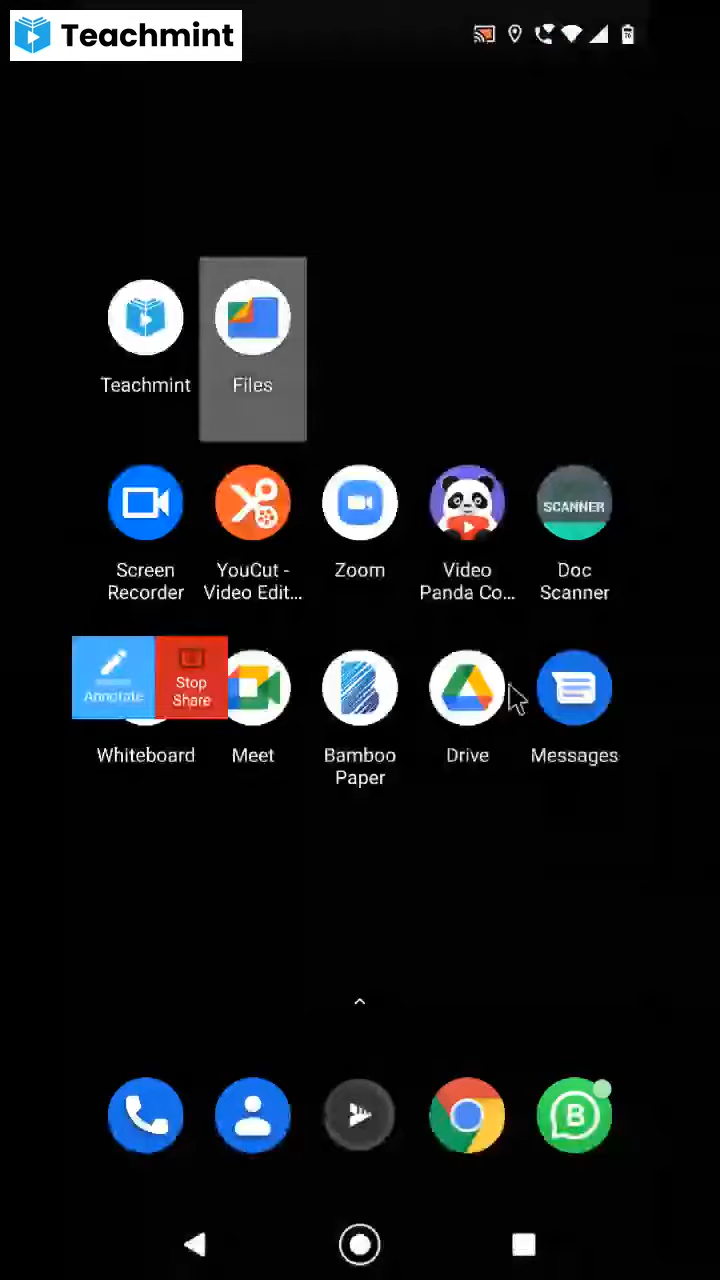 Teachmint
Teachmint
Files
SCANNER
Screen
Recorder
YouCut -
Video Edit...
Zoom
Video
Panda Co...
Doc
Scanner
Annotate
Stop
Share
Whiteboard
Meet
Bamboo
Paper
Drive
Messages
B